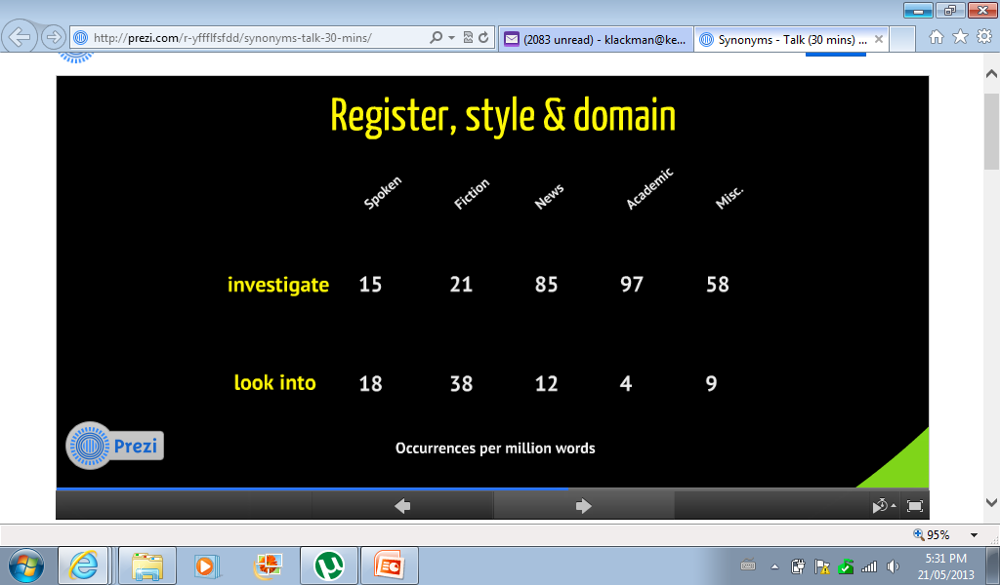 http://prezi.com/r-yffflfsfdd/synonyms-talk-30-mins/
(2083 unread) - klackman@ke...
Synonyms - Talk (30 mins) ...
Register, style & domain
Spoken Fiction News Academic Misc.
investigate 15 21 85 97 58
look into 18 38 12 4 9
Prezi
Occurrences per million words
95%
5:31 PM
21/05/2013